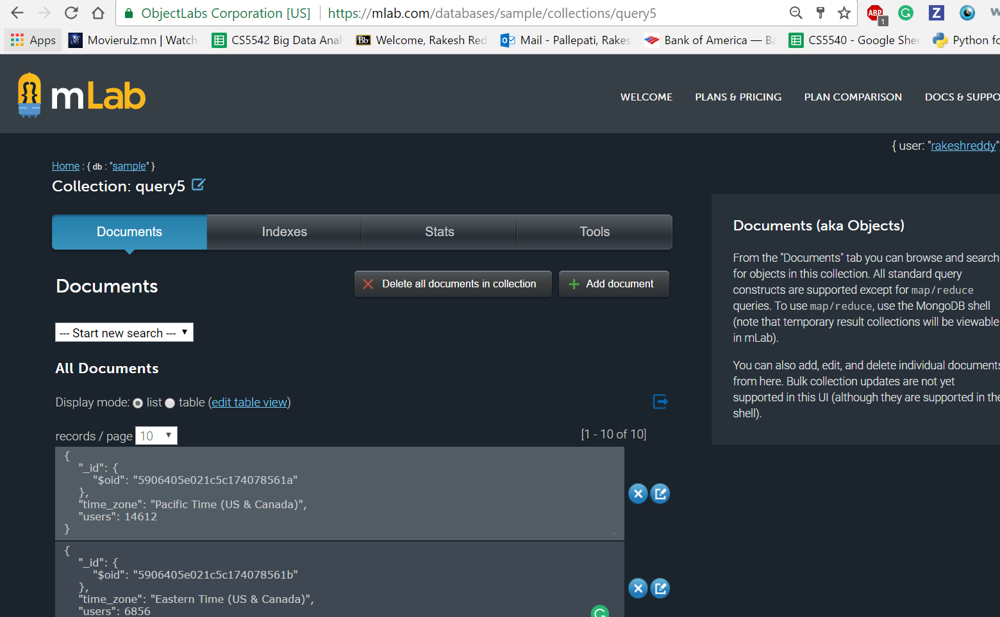 ObjectLabs Corporation [US] https://mlab.com/databases/sample/collections/query5
ABP 1 G Z
Apps Movierulz.mn | Watch CS5542 Big Data Anal Bb Welcome, Rakesh Red Mail - Pallepati, Rakes Bank of America — Ba CS5540 - Google Shee Python fo
mLab
WELCOME PLANS & PRICING PLAN COMPARISON DOCS & SUPPO
{ user: "rakeshreddy"
Home : { db : "sample" }
Collection: query5
Documents Indexes Stats Tools
Documents
Delete all documents in collection
Add document
--- Start new search ---
All Documents
Display mode: list table (edit table view)
records / page 10
[1 - 10 of 10]
{
"_id": {
"$oid": "5906405e021c5c174078561a"
},
"time_zone": "Pacific Time (US & Canada)",
"users": 14612
}
{
"_id": {
"$oid": "5906405e021c5c174078561b"
},
"time_zone": "Eastern Time (US & Canada)",
"users": 6856
Documents (aka Objects)
From the "Documents" tab you can browse and search
for objects in this collection. All standard query
constructs are supported except for map/reduce
queries. To use map/reduce, use the MongoDB shell
(note that temporary result collections will be viewable
in mLab).
You can also add, edit, and delete individual documents
from here. Bulk collection updates are not yet
supported in this UI (although they are supported in the
shell).